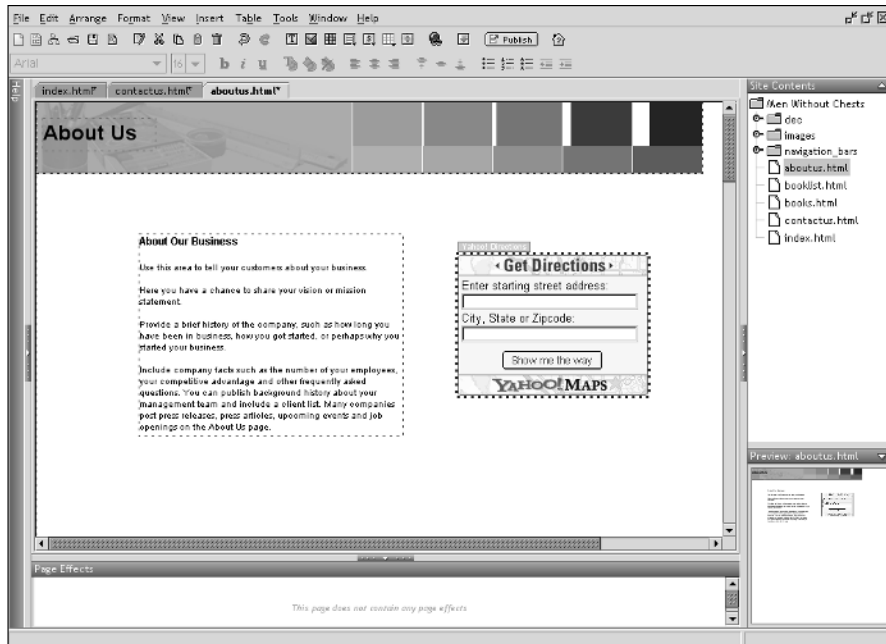 File Edit Arrange Format View Insert Table Tools Window Help
Publish
Arial 16 b i u
Help
index.html* contactus.html* aboutus.html*
Site Contents
Men Without Chests
doc
images
navigation_bars
aboutus.html
booklist.html
books.html
contactus.html
index.html
About Us
About Our Business
Use this area to tell your customers about your business.
Here you have a chance to share your vision or mission
statement.
Provide a brief history of the company, such as how long you
have been in business, how you got started, or perhaps why you
started your business.
Include company facts such as the number of your employees,
your competitive advantage and other frequently asked
questions. You can publish background history about your
management team and include a client list. Many companies
post press releases, press articles, upcoming events and job
openings on the About Us page.
Yahoo! Directions
Get Directions
Enter starting street address:
City, State or Zipcode:
Show me the way
YAHOO! MAPS
Preview: aboutus.html
Page Effects
This page does not contain any page effects